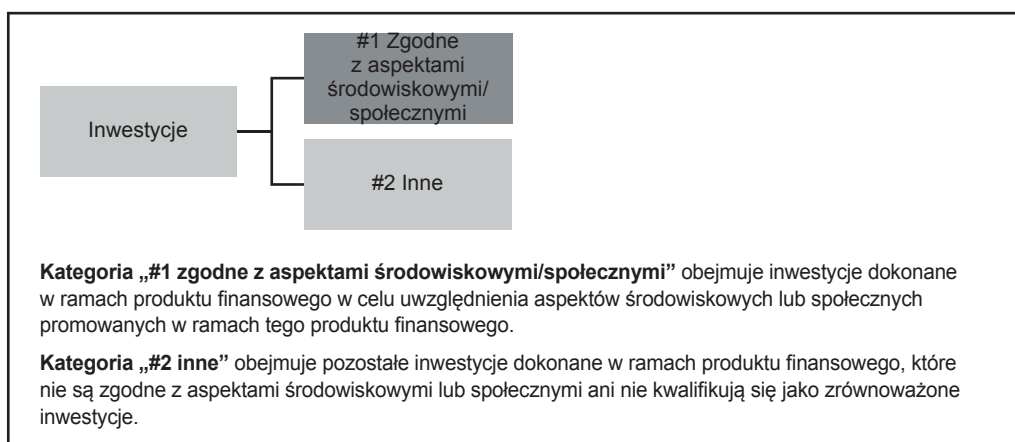 #1 Zgodne
z aspektami
środowiskowymi/
społecznymi
Inwestycje
#2 Inne
Kategoria „#1 zgodne z aspektami środowiskowymi/społecznymi” obejmuje inwestycje dokonane
w ramach produktu finansowego w celu uwzględnienia aspektów środowiskowych lub społecznych
promowanych w ramach tego produktu finansowego.
Kategoria „#2 inne” obejmuje pozostałe inwestycje dokonane w ramach produktu finansowego, które
nie są zgodne z aspektami środowiskowymi lub społecznymi ani nie kwalifikują się jako zrównoważone
inwestycje.